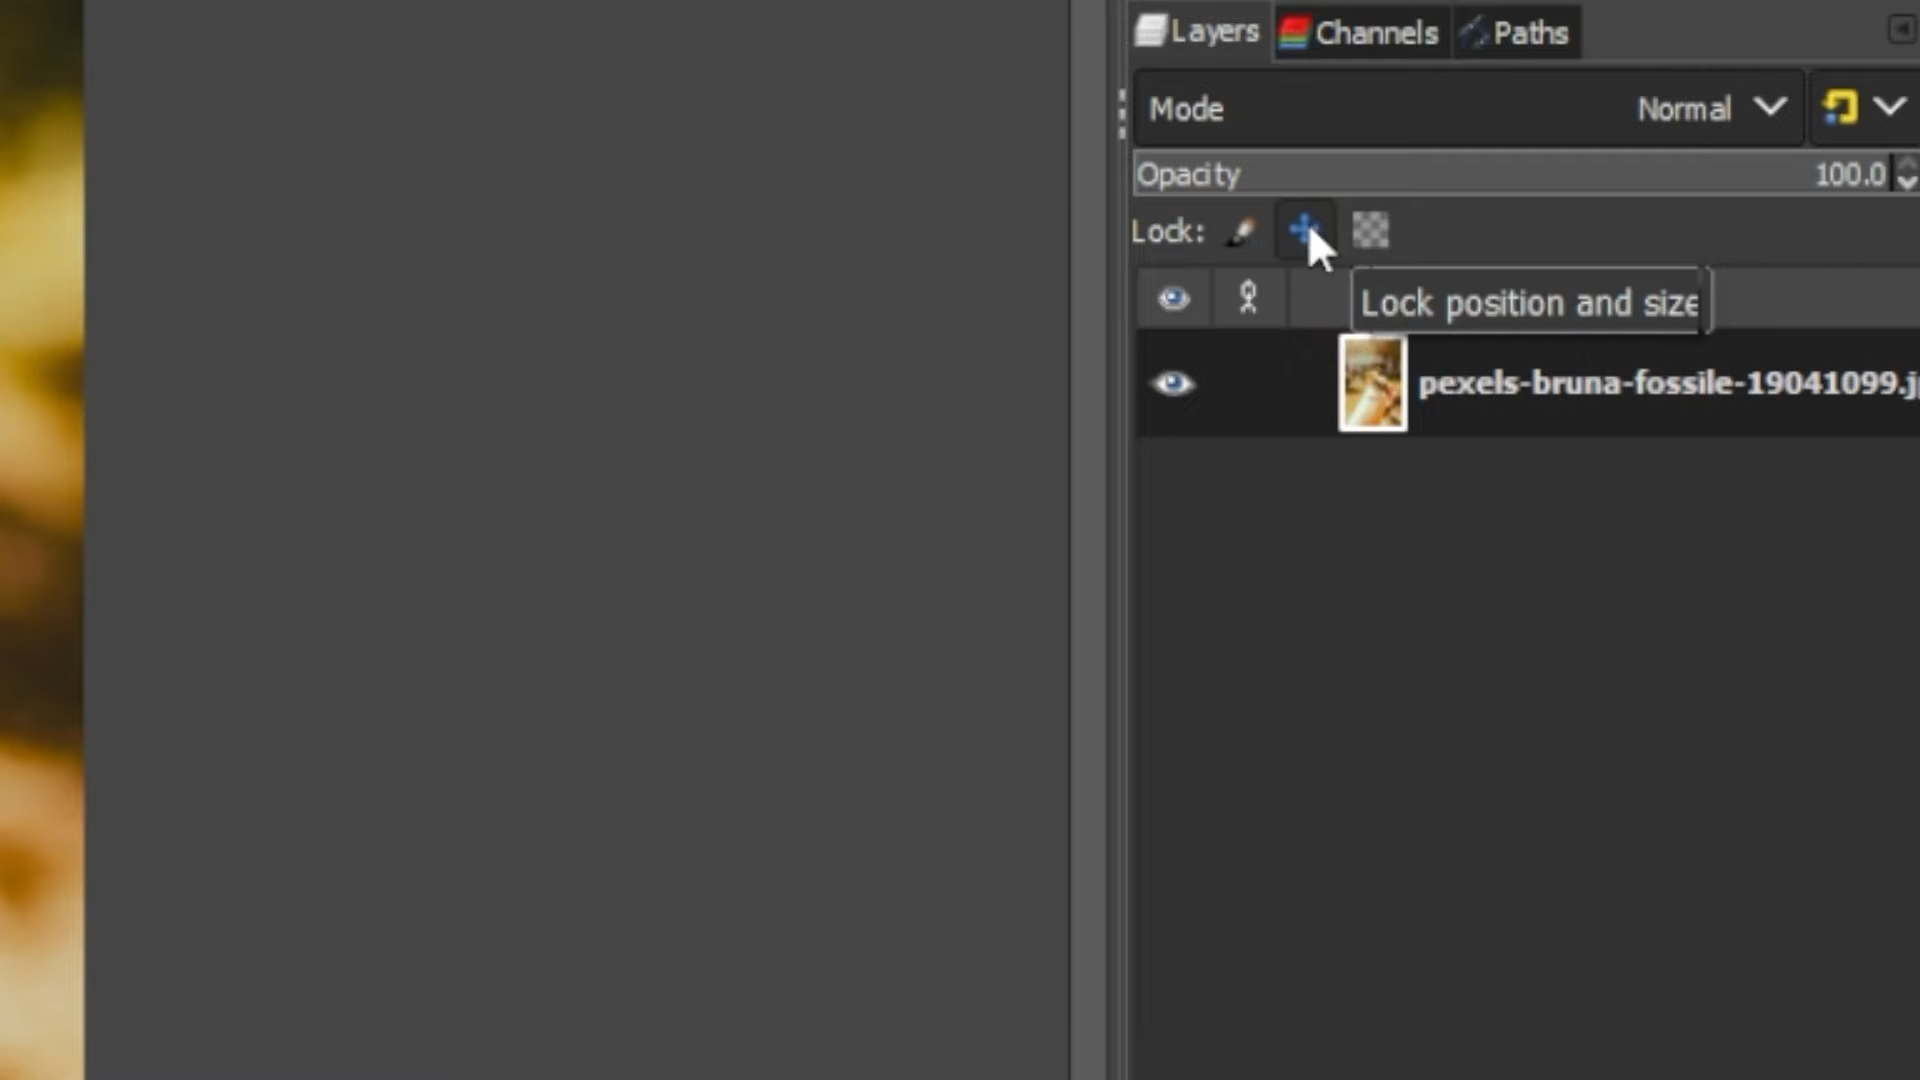 Layers Channels Paths
Mode Normal
Opacity 100.0
Lock:
Lock position and size
pexels-bruna-fossile-19041099.j